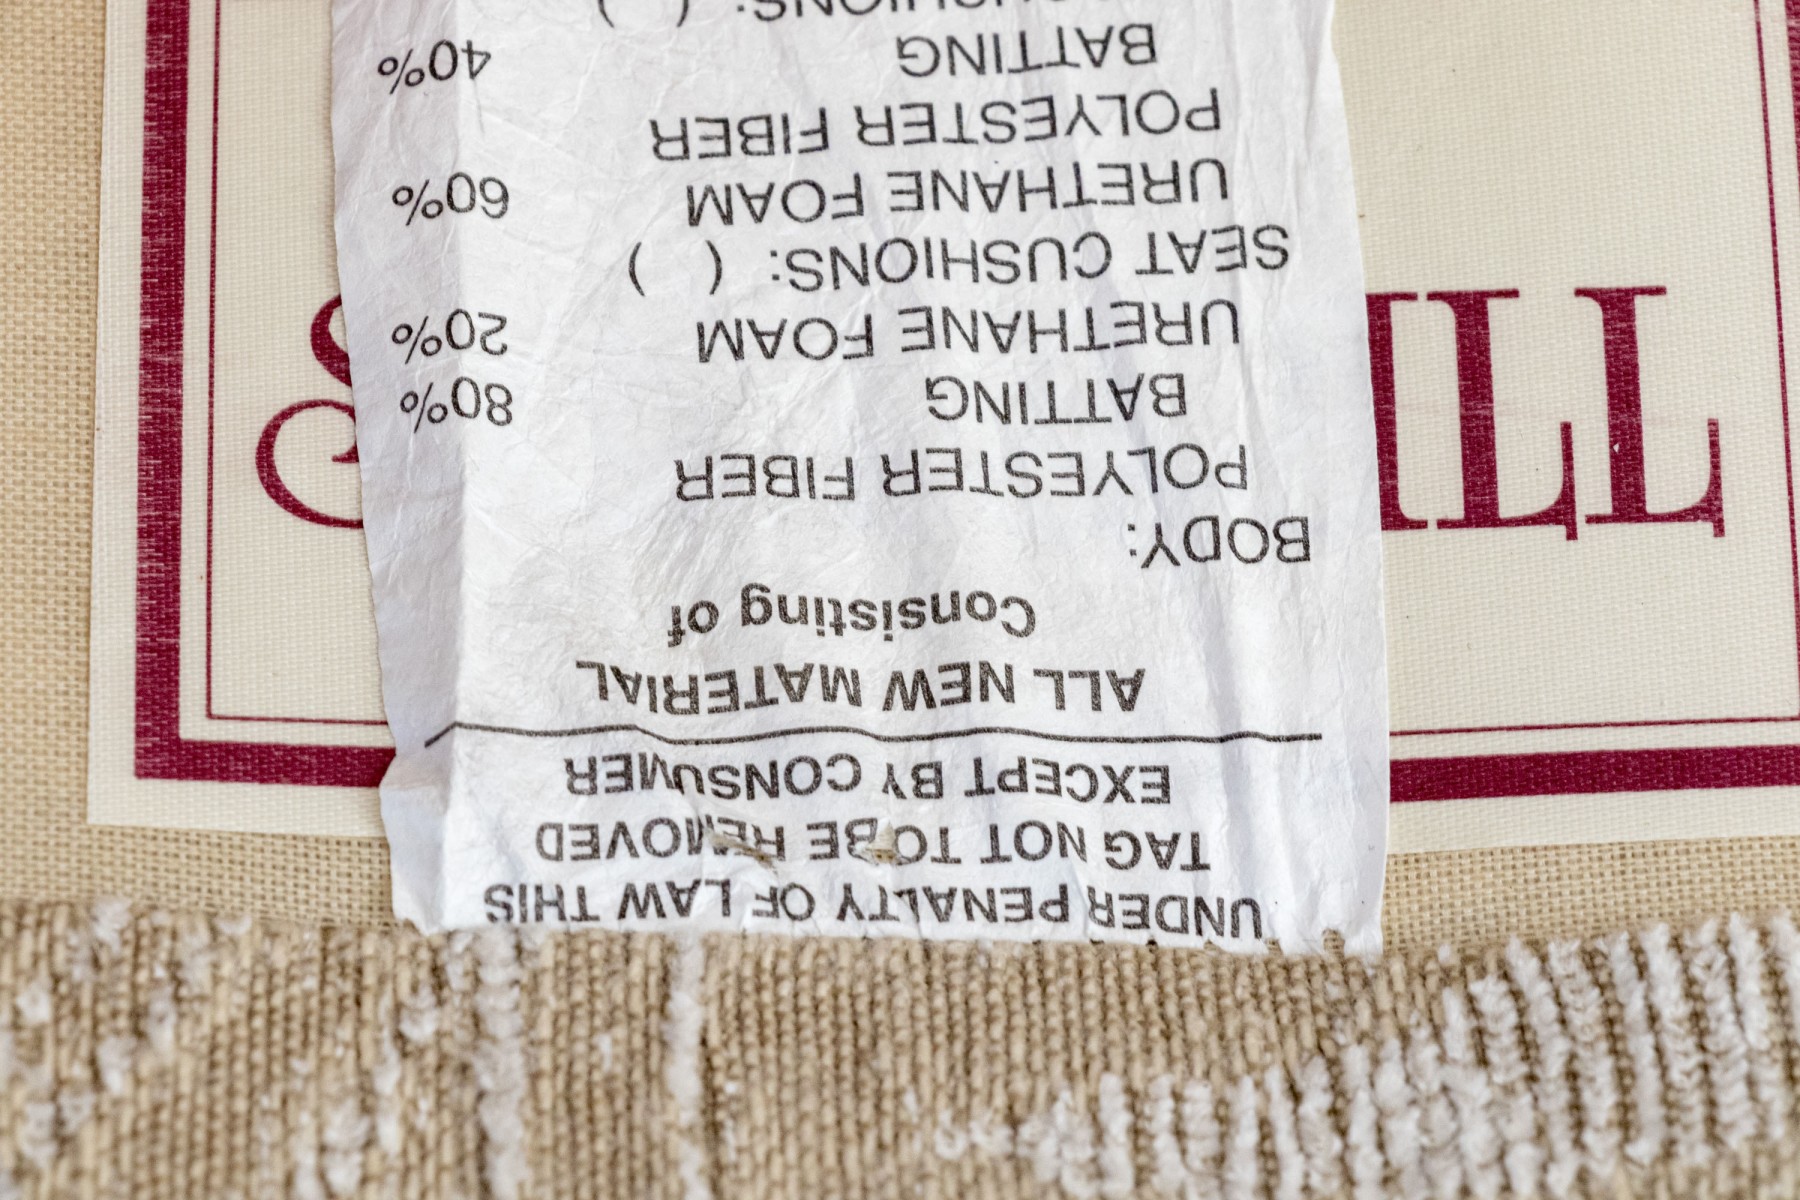 UNDER PENALTY OF LAW THIS
TAG NOT TO BE REMOVED
EXCEPT BY CONSUMER
ALL NEW MATERIAL
Consisting of
BODY:
POLYESTER FIBER
BATTING 80%
URETHANE FOAM 20%
SEAT CUSHIONS: ( )
URETHANE FOAM 60%
POLYESTER FIBER
BATTING 40%
CUSHIONS: ( )